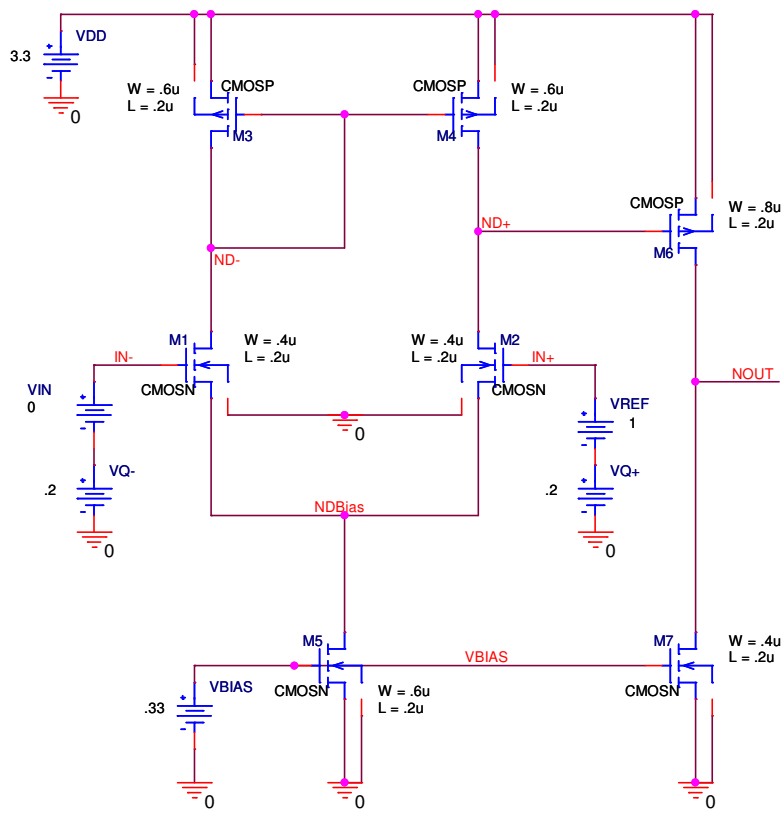 VDD
3.3
0
W = .6u
L = .2u
CMOSP
M3
CMOSP
M4
W = .6u
L = .2u
CMOSP
M6
W = .8u
L = .2u
ND+
ND-
M1
W = .4u
L = .2u
IN-
CMOSN
W = .4u
L = .2u
M2
IN+
CMOSN
NOUT
VIN
0
VREF
1
0
VQ-
.2
0
VQ+
.2
0
NDBias
M5
CMOSN
W = .6u
L = .2u
VBIAS
M7
CMOSN
W = .4u
L = .2u
VBIAS
.33
0
0
0